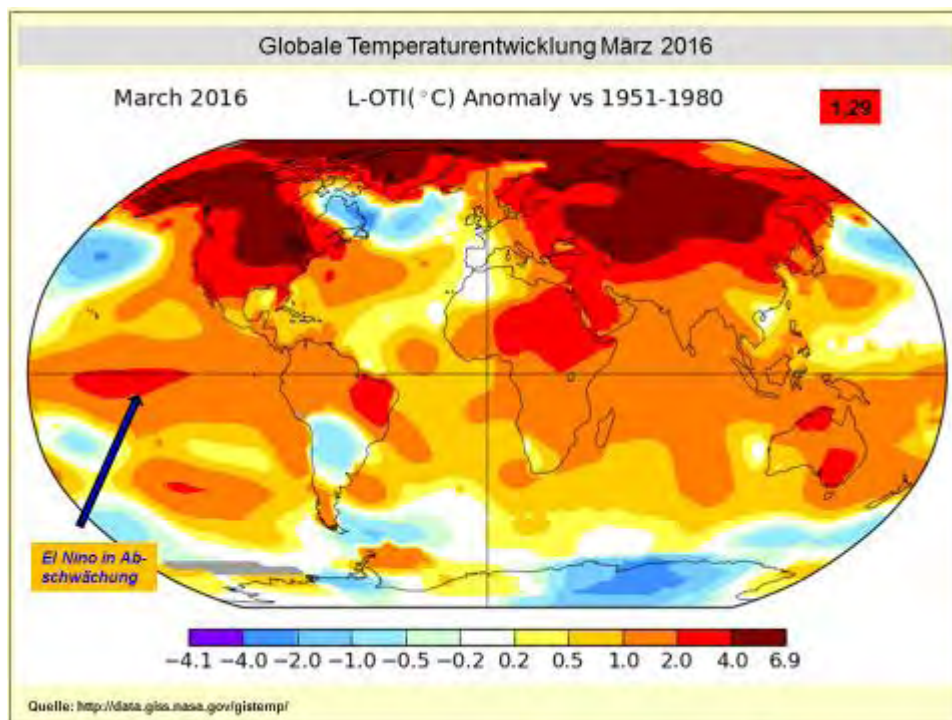 Globale Temperaturentwicklung März 2016
March 2016 L-OTI(°C) Anomaly vs 1951-1980 1,29
El Nino in Ab-
schwächung
−4.1 −4.0 −2.0 −1.0 −0.5 −0.2 0.2 0.5 1.0 2.0 4.0 6.9
Quelle: http://data.giss.nasa.gov/gistemp/